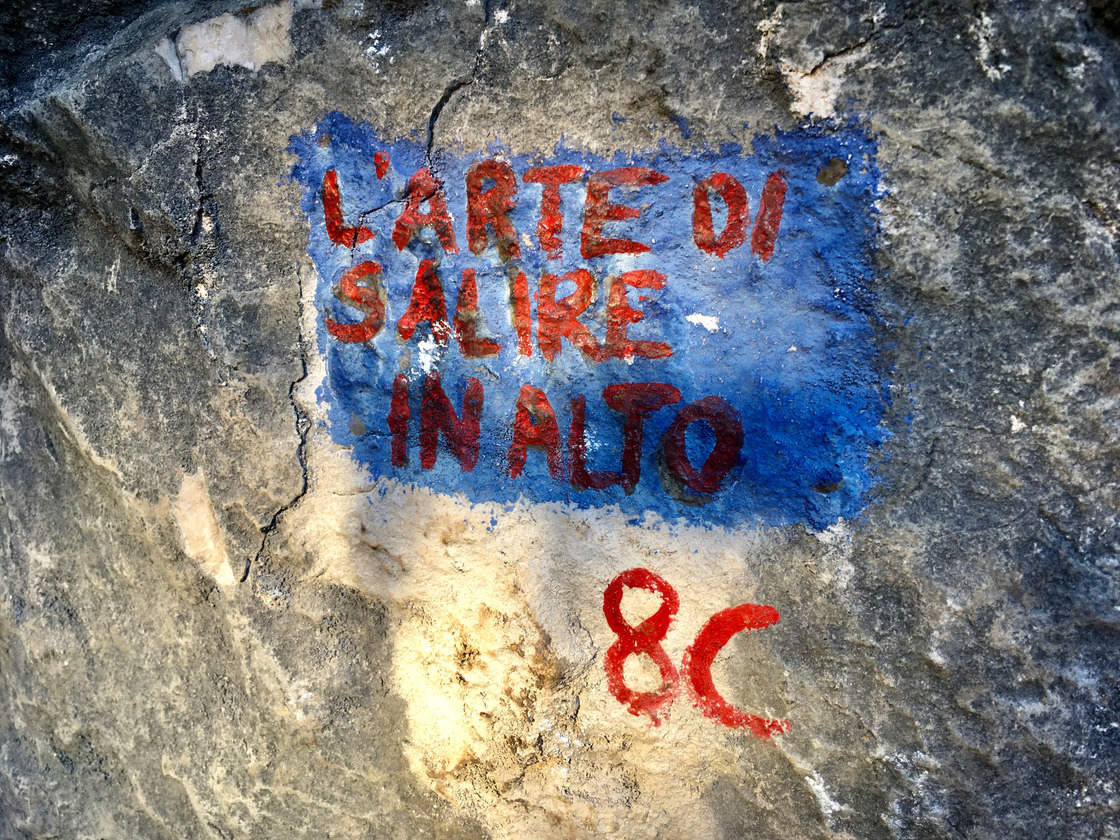 L'ARTE DI
SALIRE
IN ALTO
8C